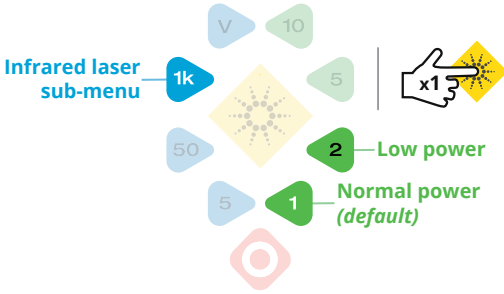 V
10
Infrared laser
sub-menu
1k
5
x1
50
2
Low power
5
1
Normal power
(default)